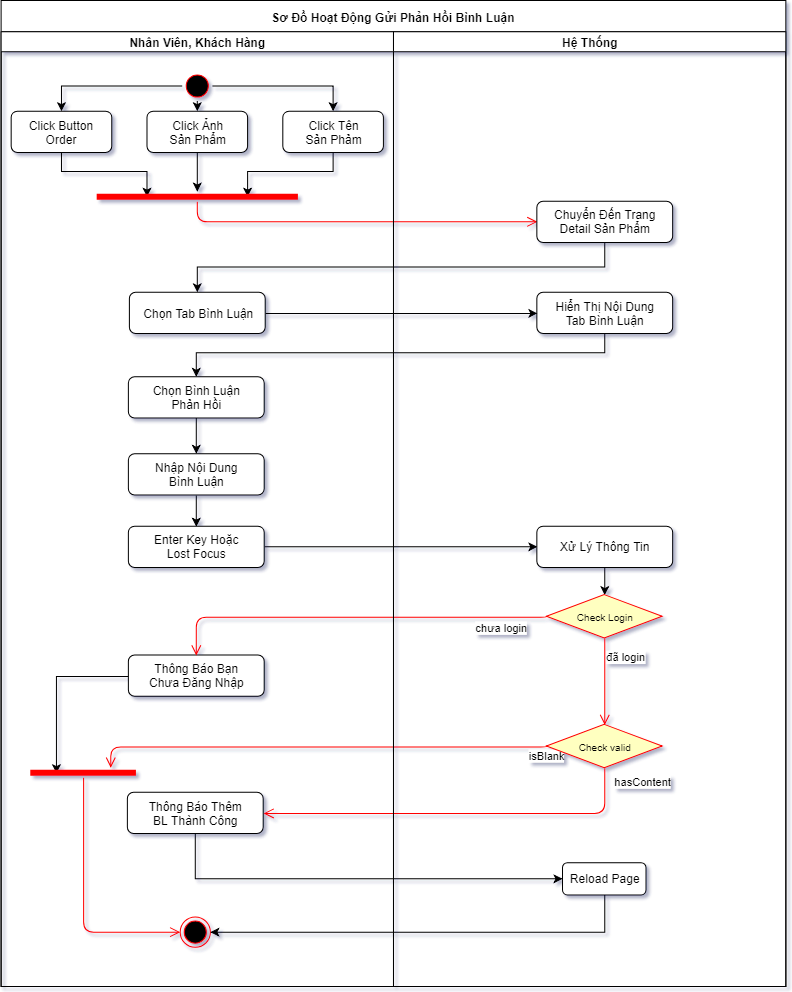 Sơ Đồ Hoạt Động Gửi Phản Hồi Bình Luận
Nhân Viên, Khách Hàng
Hệ Thống
Click Button
Order
Click Ảnh
Sản Phẩm
Click Tên
Sản Phẩm
Chuyển Đến Trang
Detail Sản Phẩm
Chọn Tab Bình Luận
Hiển Thị Nội Dung
Tab Bình Luận
Chọn Bình Luận
Phản Hồi
Nhập Nội Dung
Bình Luận
Enter Key Hoặc
Lost Focus
Xử Lý Thông Tin
Check Login
chưa login
đã login
Thông Báo Bạn
Chưa Đăng Nhập
Check valid
isBlank
hasContent
Thông Báo Thêm
BL Thành Công
Reload Page